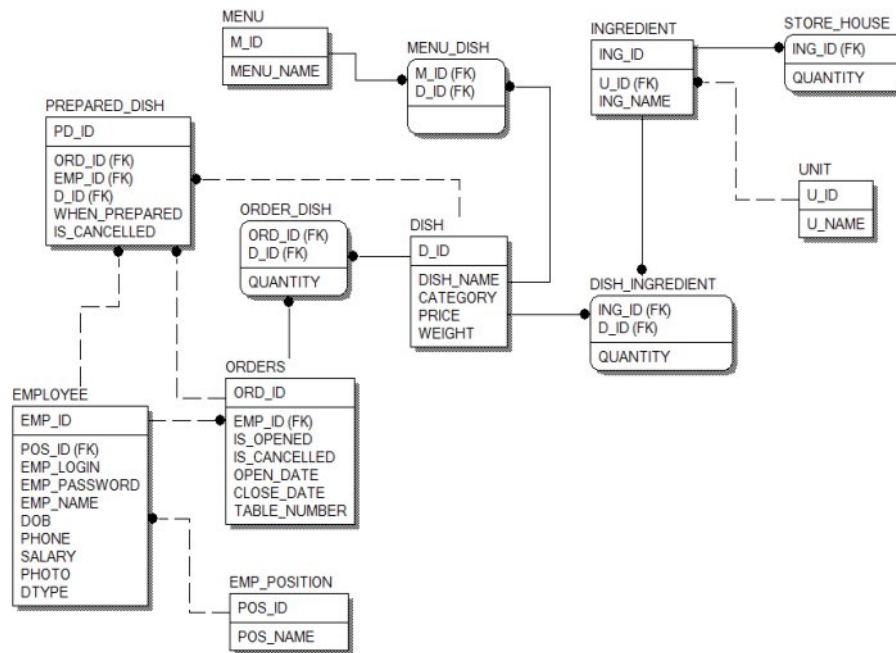 MENU
M_ID
MENU_NAME
MENU_DISH
M_ID (FK)
D_ID (FK)
INGREDIENT
ING_ID
U_ID (FK)
ING_NAME
STORE_HOUSE
ING_ID (FK)
QUANTITY
PREPARED_DISH
PD_ID
ORD_ID (FK)
EMP_ID (FK)
D_ID (FK)
WHEN_PREPARED
IS_CANCELLED
ORDER_DISH
ORD_ID (FK)
D_ID (FK)
QUANTITY
DISH
D_ID
DISH_NAME
CATEGORY
PRICE
WEIGHT
UNIT
U_ID
U_NAME
DISH_INGREDIENT
ING_ID (FK)
D_ID (FK)
QUANTITY
EMPLOYEE
EMP_ID
POS_ID (FK)
EMP_LOGIN
EMP_PASSWORD
EMP_NAME
DOB
PHONE
SALARY
PHOTO
DTYPE
ORDERS
ORD_ID
EMP_ID (FK)
IS_OPENED
IS_CANCELLED
OPEN_DATE
CLOSE_DATE
TABLE_NUMBER
EMP_POSITION
POS_ID
POS_NAME